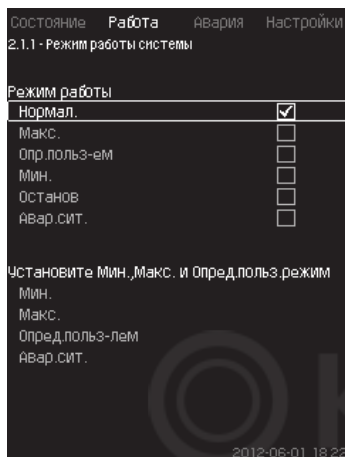 Состояние Работа Авария Настройки
2.1.1 - Режим работы системы
Режим работы
Нормал.
Макс.
Опр.польз-ем
Мин.
Останов
Авар.сит.
Установите Мин.,Макс. и Опред.польз.режим
Мин.
Макс.
Опред.польз-лем
Авар.сит.
2012-06-01 18:22